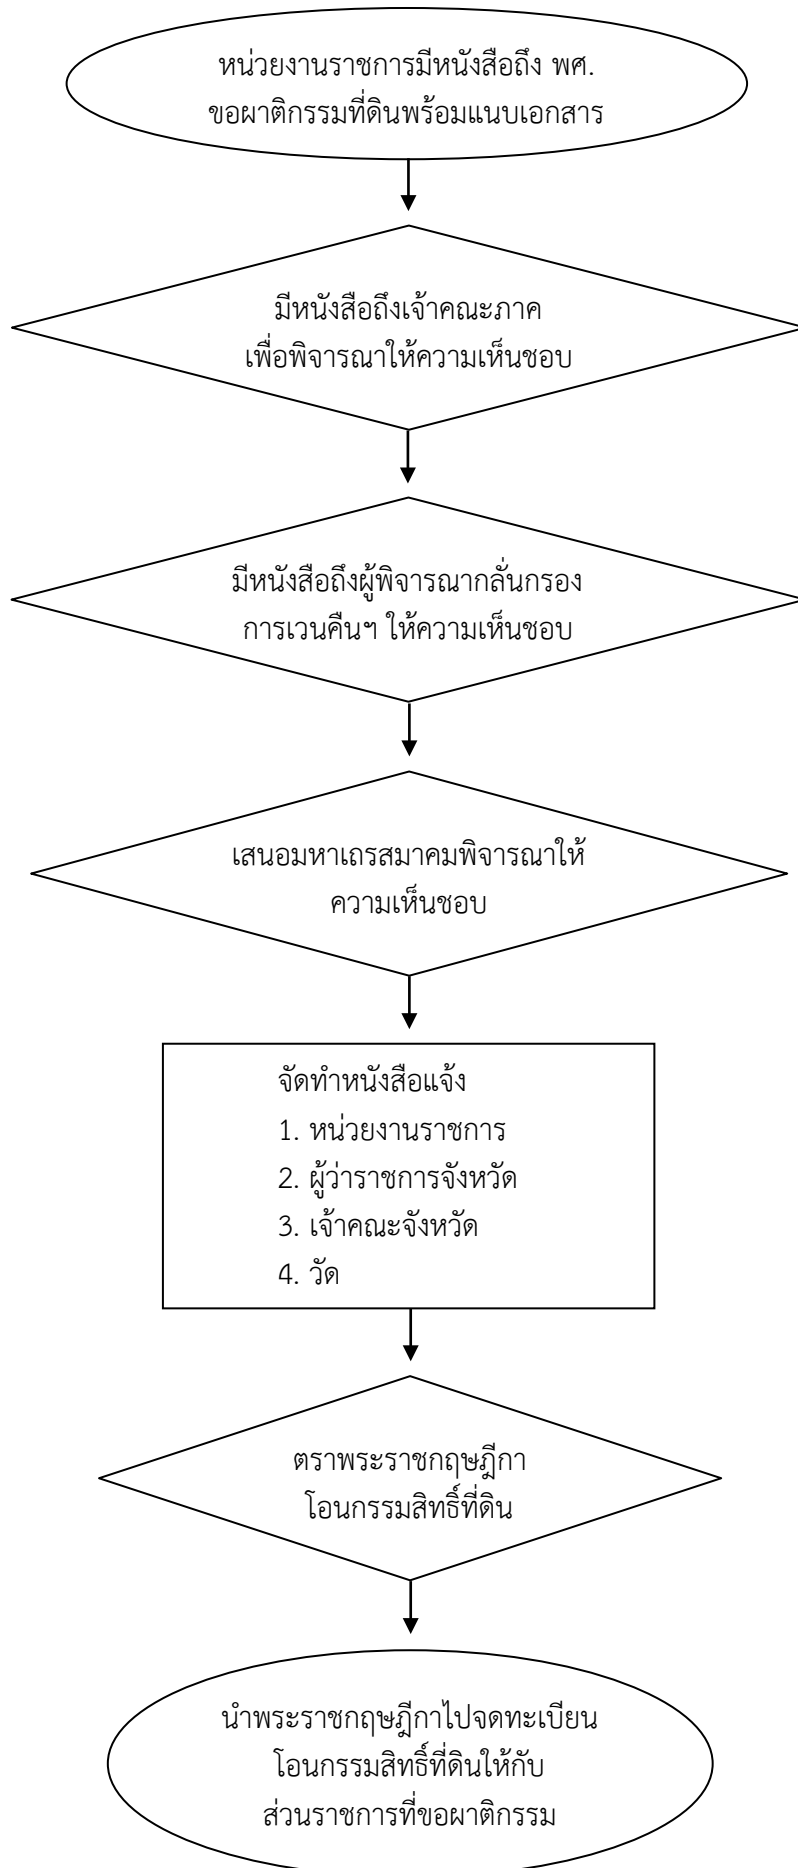 หน่วยงานราชการมีหนังสือถึง พศ.
ขอผาติกรรมที่ดินพร้อมแนบเอกสาร
มีหนังสือถึงเจ้าคณะภาค
เพื่อพิจารณาให้ความเห็นชอบ
มีหนังสือถึงผู้พิจารณากลั่นกรอง
การเวนคืนฯ ให้ความเห็นชอบ
เสนอมหาเถรสมาคมพิจารณาให้
ความเห็นชอบ
จัดทำหนังสือแจ้ง
1. หน่วยงานราชการ
2. ผู้ว่าราชการจังหวัด
3. เจ้าคณะจังหวัด
4. วัด
ตราพระราชกฤษฎีกา
โอนกรรมสิทธิ์ที่ดิน
นำพระราชกฤษฎีกาไปจดทะเบียน
โอนกรรมสิทธิ์ที่ดินให้กับ
ส่วนราชการที่ขอผาติกรรม